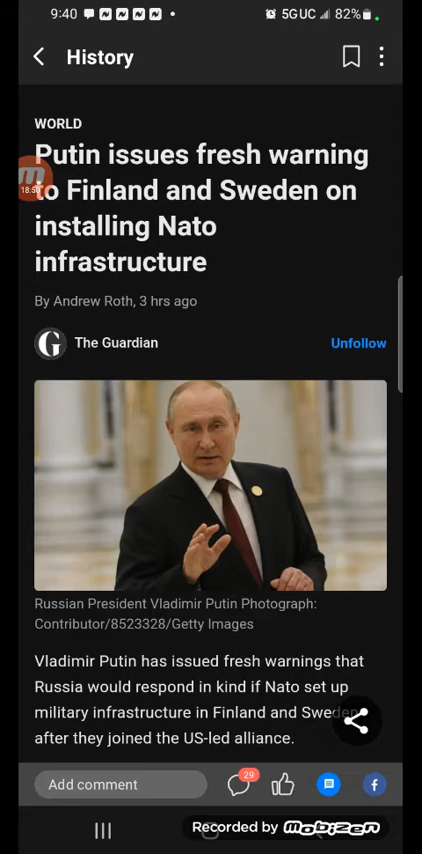 9:40 5GUC 82%
History
WORLD
Putin issues fresh warning
to Finland and Sweden on
installing Nato
infrastructure
18:50
By Andrew Roth, 3 hrs ago
G The Guardian Unfollow
Russian President Vladimir Putin Photograph:
Contributor/8523328/Getty Images
Vladimir Putin has issued fresh warnings that
Russia would respond in kind if Nato set up
military infrastructure in Finland and Sweden
after they joined the US-led alliance.
Add comment 29
Recorded by mobizen